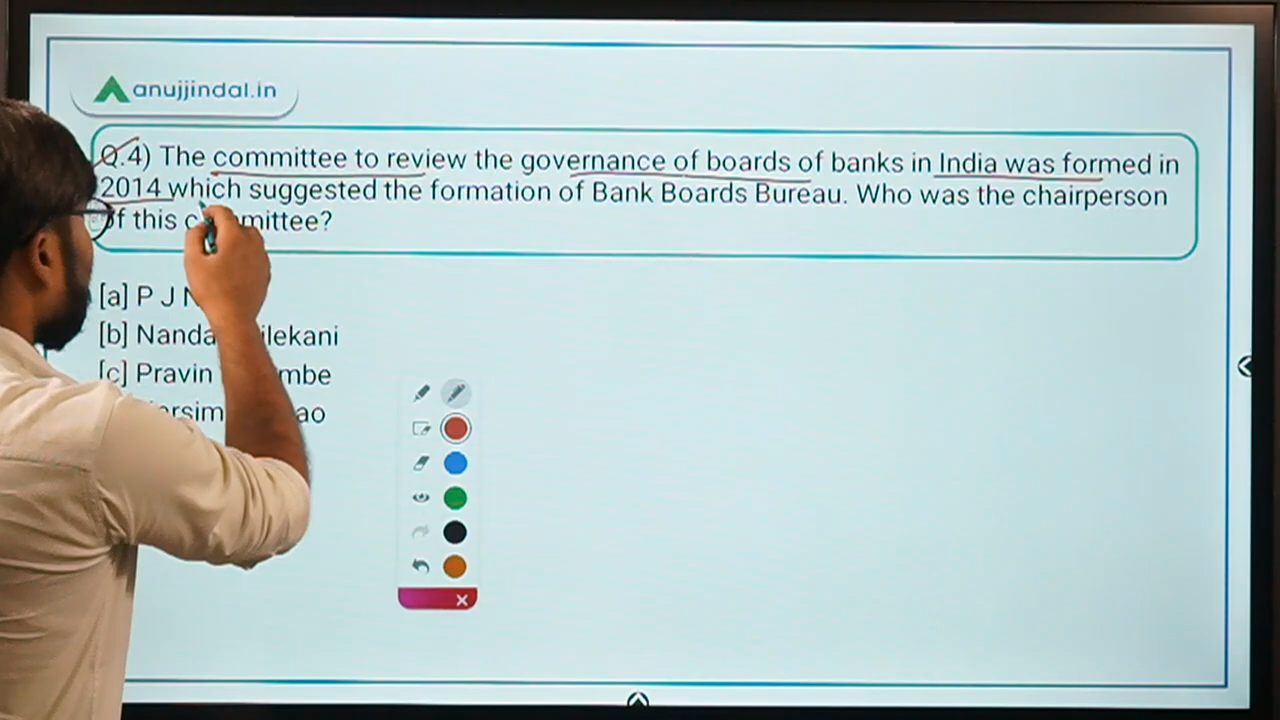 anujjindal.in
Q.4) The committee to review the governance of boards of banks in India was formed in
2014 which suggested the formation of Bank Boards Bureau. Who was the chairperson
of this mittee?
[a] P J
[b] ilekani
[c] Pravin mbe
ao